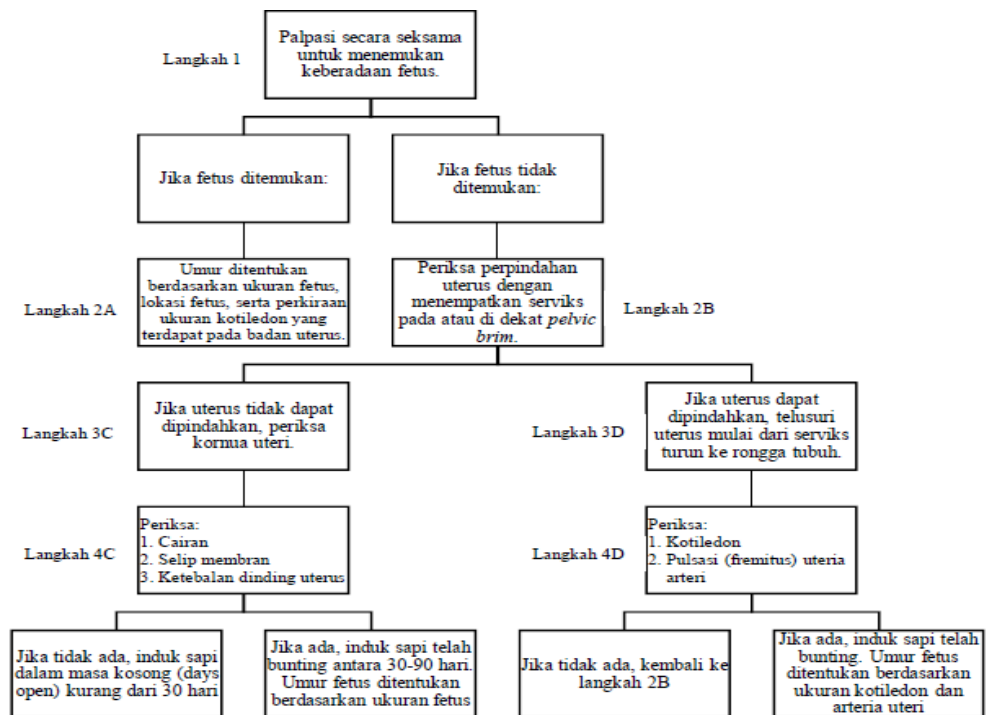 Langkah 1
Palpasi secara seksama
untuk menemukan
keberadaan fetus.
Jika fetus ditemukan:
Jika fetus tidak
ditemukan:
Langkah 2A
Umur ditentukan
berdasarkan ukuran fetus,
lokasi fetus, serta perkiraan
ukuran kotiledon yang
terdapat pada badan uterus.
Periksa perpindahan
uterus dengan
menempatkan serviks
pada atau di dekat pelvic
brim.
Langkah 2B
Langkah 3C
Jika uterus tidak dapat
dipindahkan, periksa
kornua uteri.
Langkah 3D
Jika uterus dapat
dipindahkan, telusuri
uterus mulai dari serviks
turun ke rongga tubuh.
Langkah 4C
Periksa:
1. Cairan
2. Selip membran
3. Ketebalan dinding uterus
Langkah 4D
Periksa:
1. Kotiledon
2. Pulsasi (fremitus) uteria
arteri
Jika tidak ada, induk sapi
dalam masa kosong (days
open) kurang dari 30 hari
Jika ada, induk sapi telah
bunting antara 30-90 hari.
Umur fetus ditentukan
berdasarkan ukuran fetus
Jika tidak ada, kembali ke
langkah 2B
Jika ada, induk sapi telah
bunting. Umur fetus
ditentukan berdasarkan
ukuran kotiledon dan
arteria uteri